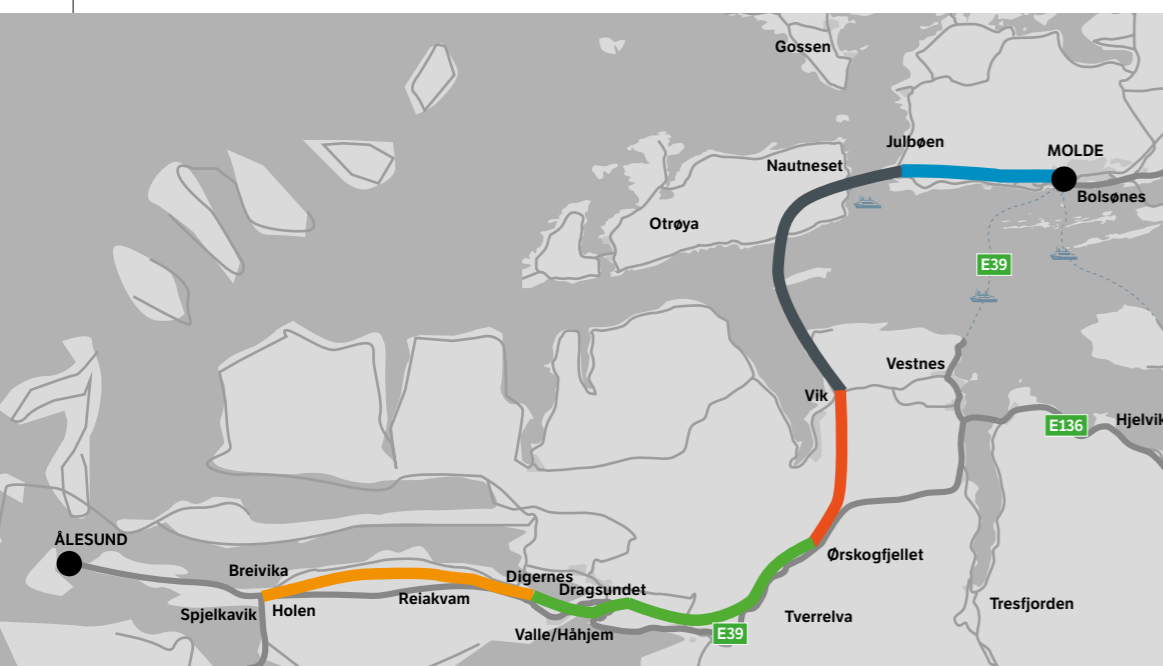 Gossen
Julbøen
MOLDE
Nautneset
Bolsønes
Otrøya
E39
Vestnes
Vik
E136
Hjelvik
ÅLESUND
Ørskogfjellet
Breivika
Digernes
Dragsundet
Reiakvam
Holen
Spjelkavik
Tresfjorden
Tverrelva
Valle/Håhjem
E39